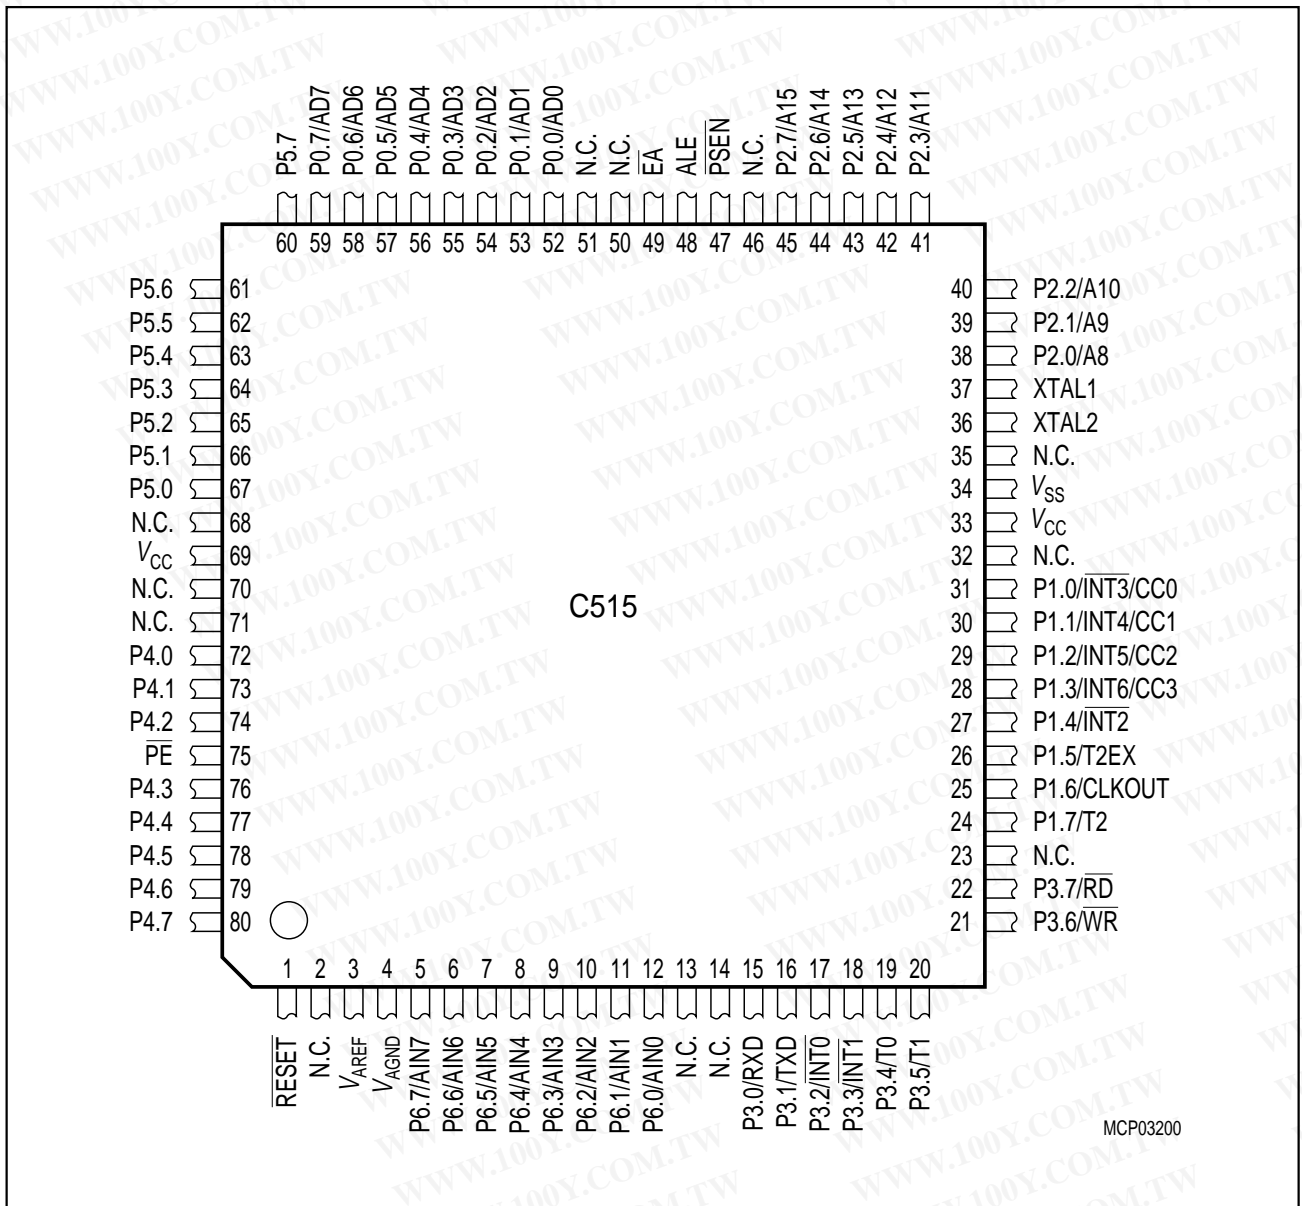 P5.7
P0.7/AD7
P0.6/AD6
P0.5/AD5
P0.4/AD4
P0.3/AD3
P0.2/AD2
P0.1/AD1
P0.0/AD0
N.C.
N.C.
EA
ALE
PSEN
N.C.
P2.7/A15
P2.6/A14
P2.5/A13
P2.4/A12
P2.3/A11
60 59 58 57 56 55 54 53 52 51 50 49 48 47 46 45 44 43 42 41
P5.6 61
P5.5 62
P5.4 63
P5.3 64
P5.2 65
P5.1 66
P5.0 67
N.C. 68
VCC 69
N.C. 70
N.C. 71
P4.0 72
P4.1 73
P4.2 74
PE 75
P4.3 76
P4.4 77
P4.5 78
P4.6 79
P4.7 80
C515
40 P2.2/A10
39 P2.1/A9
38 P2.0/A8
37 XTAL1
36 XTAL2
35 N.C.
34 VSS
33 VCC
32 N.C.
31 P1.0/INT3/CC0
30 P1.1/INT4/CC1
29 P1.2/INT5/CC2
28 P1.3/INT6/CC3
27 P1.4/INT2
26 P1.5/T2EX
25 P1.6/CLKOUT
24 P1.7/T2
23 N.C.
22 P3.7/RD
21 P3.6/WR
1 2 3 4 5 6 7 8 9 10 11 12 13 14 15 16 17 18 19 20
RESET
N.C.
VAREF
VAGND
P6.7/AIN7
P6.6/AIN6
P6.5/AIN5
P6.4/AIN4
P6.3/AIN3
P6.2/AIN2
P6.1/AIN1
P6.0/AIN0
N.C.
N.C.
P3.0/RXD
P3.1/TXD
P3.2/INT0
P3.3/INT1
P3.4/T0
P3.5/T1
MCP03200
WWW.100Y.COM.TW